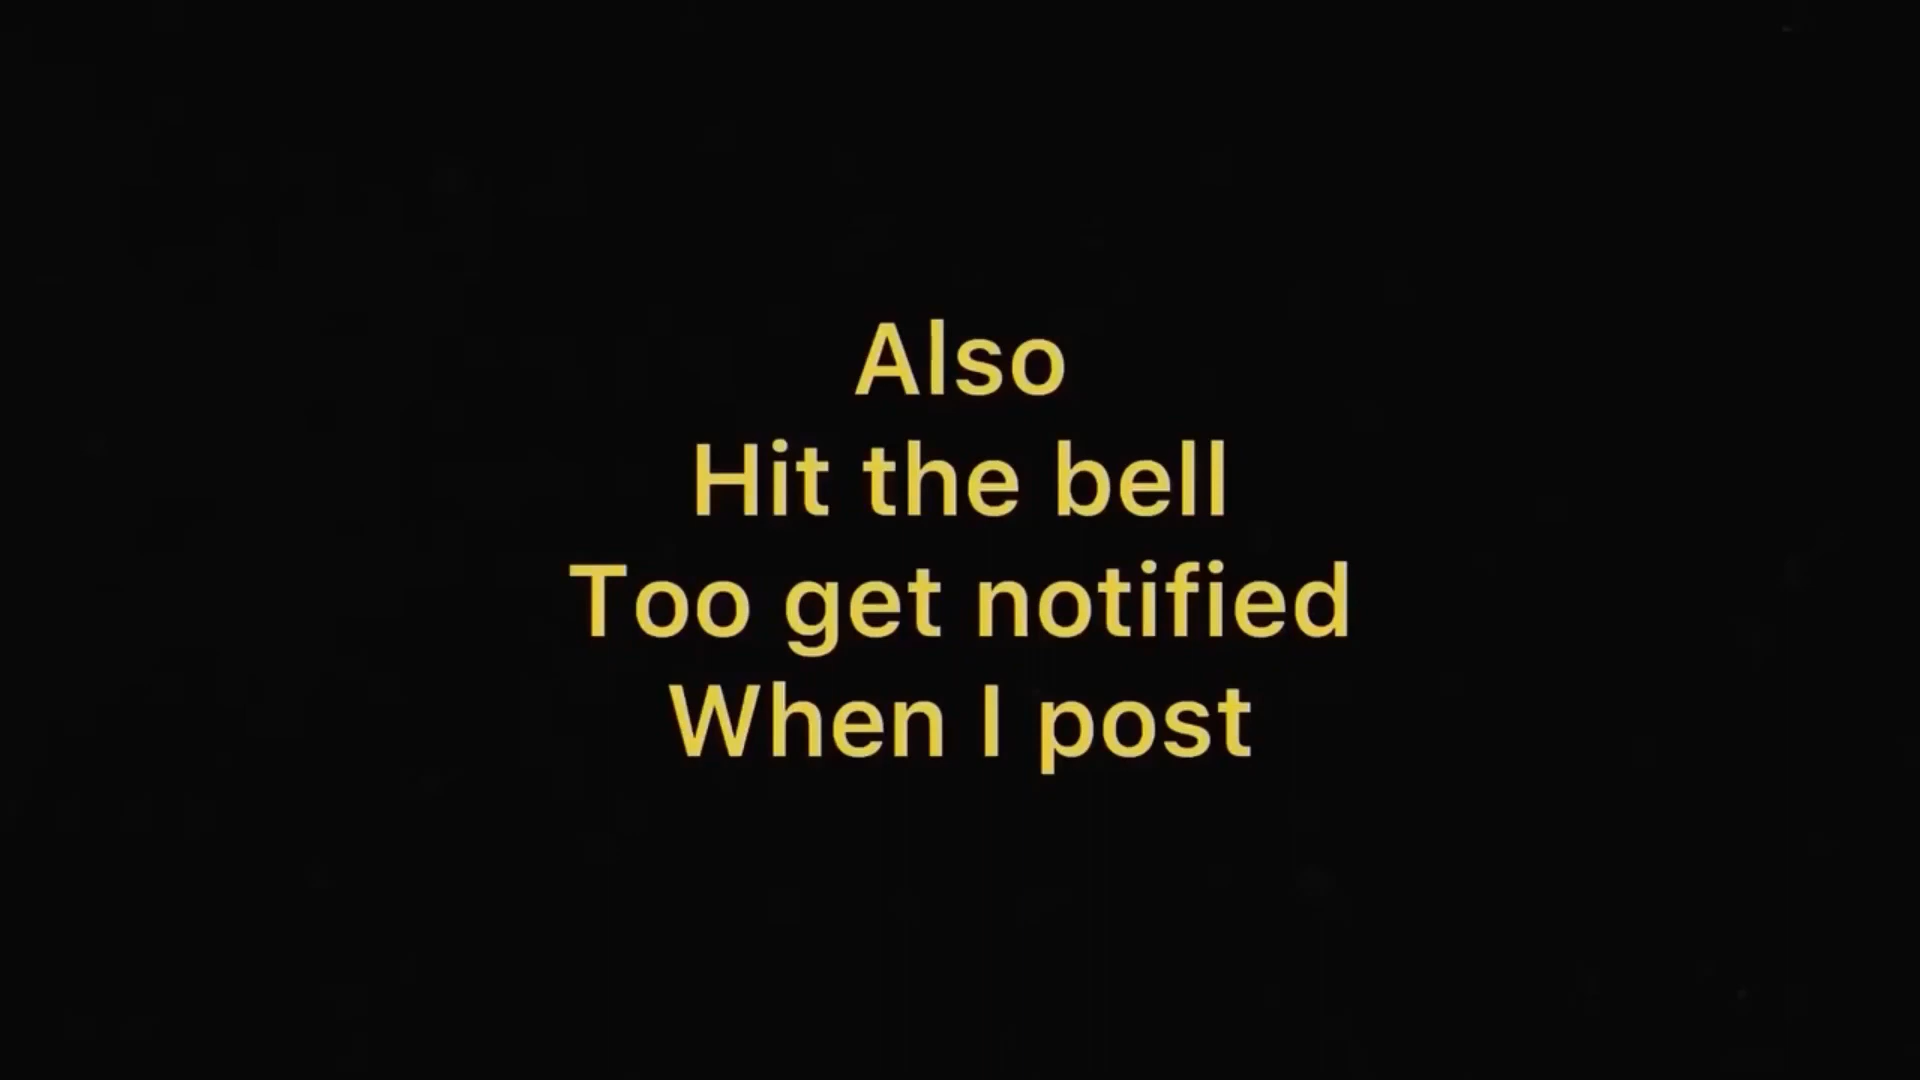 Also
Hit the bell
Too get notified
When I post